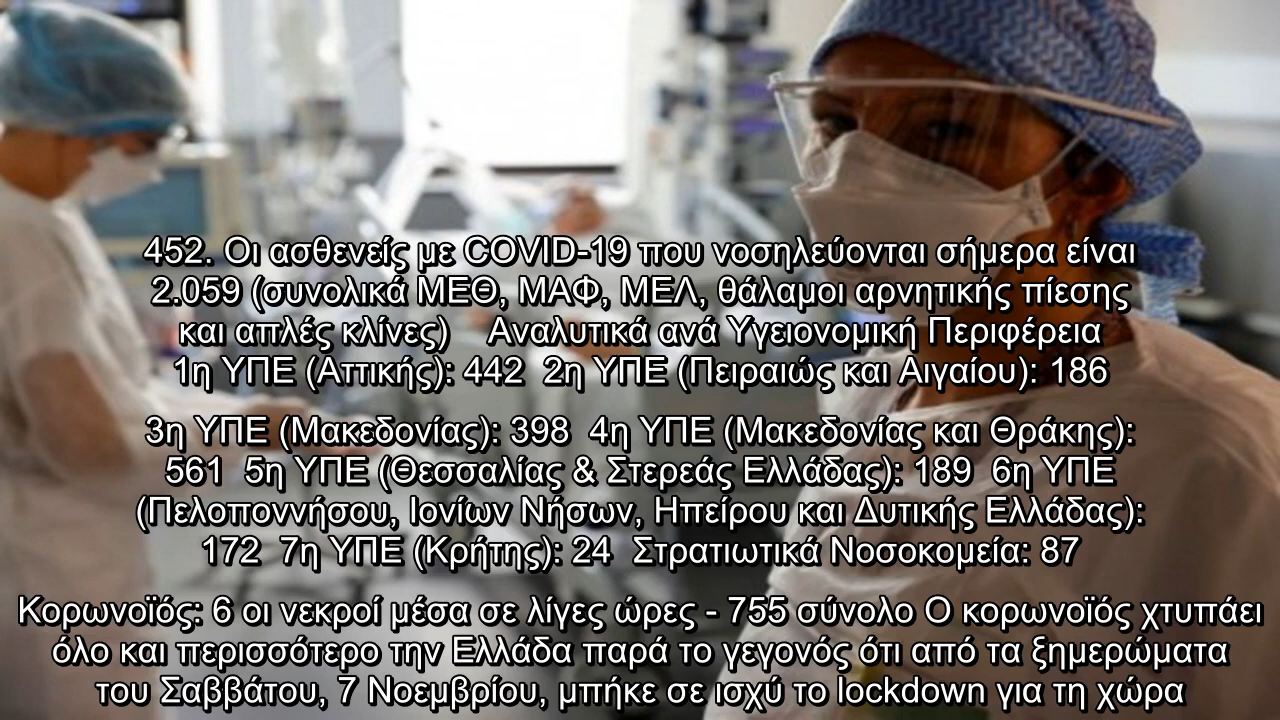 452. Οι ασθενείς με COVID-19 που νοσηλεύονται σήμερα είναι
2.059 (συνολικά ΜΕΘ, ΜΑΦ, ΜΕΛ, θάλαμοι αρνητικής πίεσης
και απλές κλίνες) Αναλυτικά ανά Υγειονομική Περιφέρεια
1η ΥΠΕ (Αττικής): 442 2η ΥΠΕ (Πειραιώς και Αιγαίου): 186
3η ΥΠΕ (Μακεδονίας): 398 4η ΥΠΕ (Μακεδονίας και Θράκης):
561 5η ΥΠΕ (Θεσσαλίας & Στερεάς Ελλάδας): 189 6η ΥΠΕ
(Πελοποννήσου, Ιονίων Νήσων, Ηπείρου και Δυτικής Ελλάδας):
172 7η ΥΠΕ (Κρήτης): 24 Στρατιωτικά Νοσοκομεία: 87
Κορωνοϊός: 6 οι νεκροί μέσα σε λίγες ώρες - 755 σύνολο Ο κορωνοϊός χτυπάει
όλο και περισσότερο την Ελλάδα παρά το γεγονός ότι από τα ξημερώματα
του Σαββάτου, 7 Νοεμβρίου, μπήκε σε ισχύ το lockdown για τη χώρα